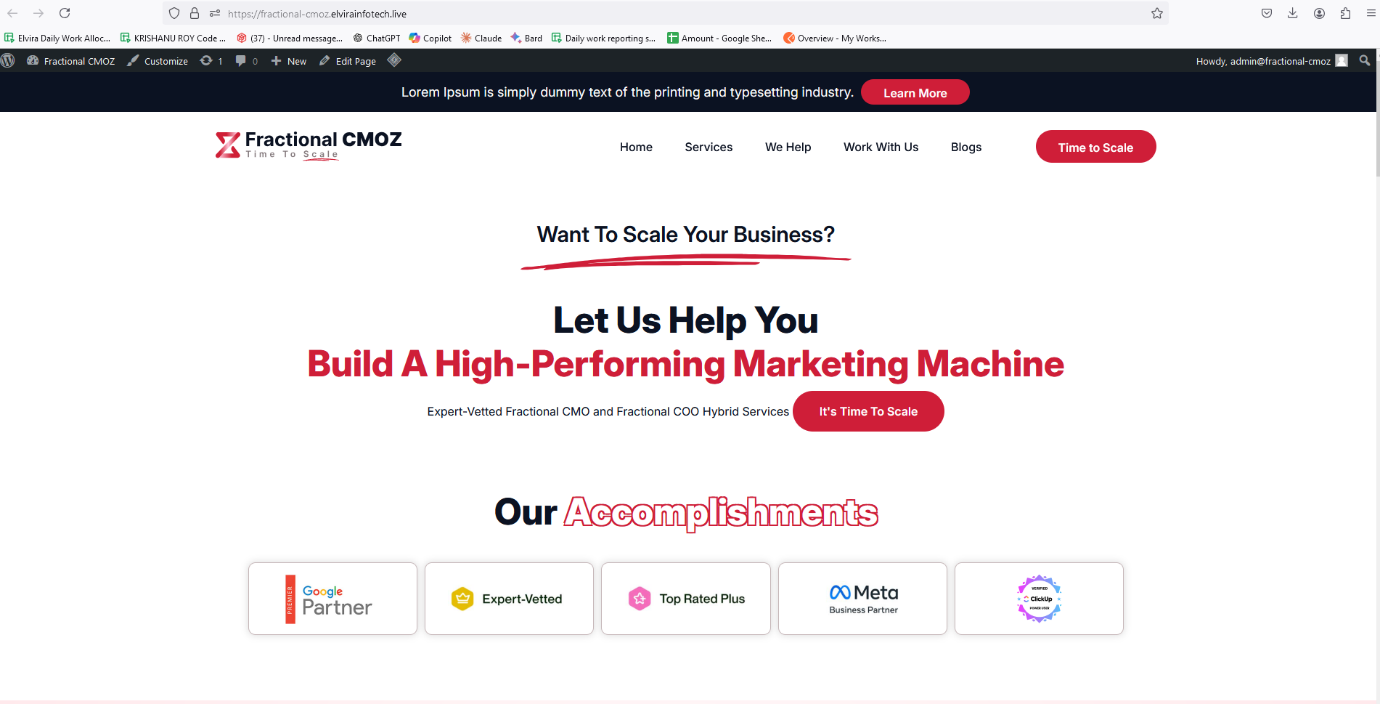 https://fractional-cmoz.elvirainfotech.live
Elvira Daily Work Alloc... KRISHANU ROY Code ... (37) - Unread message... ChatGPT Copilot Claude Bard Daily work reporting s... Amount - Google She... Overview - My Works...
Fractional CMOZ Customize 1 0 New Edit Page Howdy, admin@fractional-cmoz
Lorem Ipsum is simply dummy text of the printing and typesetting industry. Learn More
Fractional CMOZ
Time To Scale
Home Services We Help Work With Us Blogs Time to Scale
Want To Scale Your Business?
Let Us Help You
Build A High-Performing Marketing Machine
Expert-Vetted Fractional CMO and Fractional COO Hybrid Services It's Time To Scale
Our Accomplishments
PREMIER Google Partner
Expert-Vetted
Top Rated Plus
Meta Business Partner
VERIFIED ClickUp POWER USER